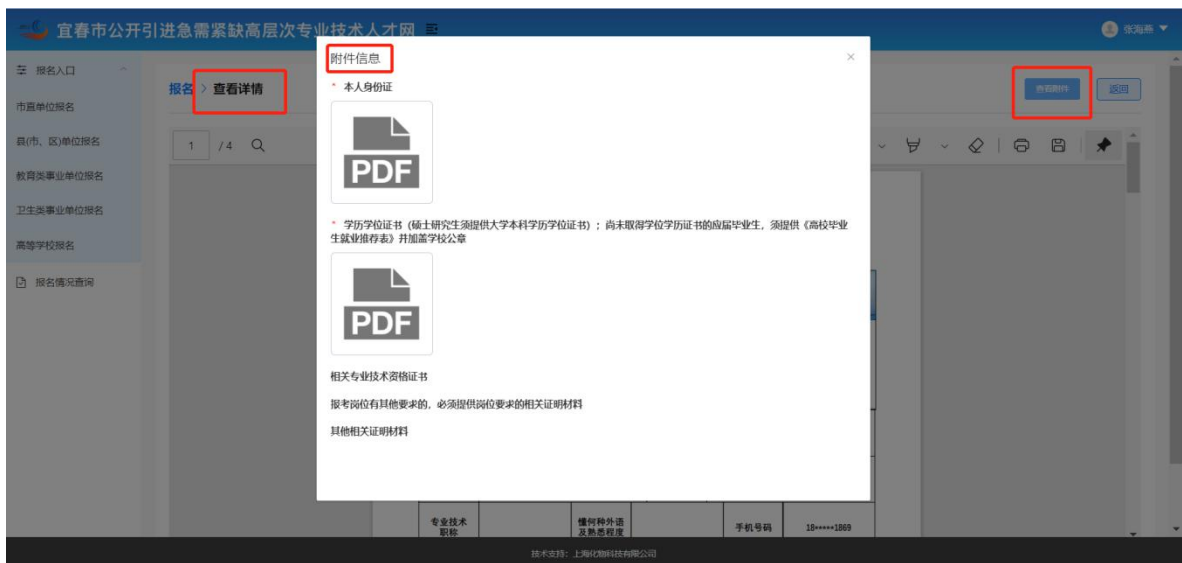 宜春市公开引进急需紧缺高层次专业技术人才网
张海燕
报名入口
市直单位报名
县(市、区)单位报名
教育类事业单位报名
卫生类事业单位报名
高等学校报名
报名情况查询
报名 > 查看详情
查看附件
返回
1 / 4
附件信息
×
* 本人身份证
PDF
* 学历学位证书（硕士研究生须提供大学本科学历学位证书）；尚未取得学位学历证书的应届毕业生，须提供《高校毕业
生就业推荐表》并加盖学校公章
PDF
相关专业技术资格证书
报考岗位有其他要求的，必须提供岗位要求的相关证明材料
其他相关证明材料
专业技术
职称
懂何种外语
及熟悉程度
手机号码
18*****1869
技术支持：上海化物科技有限公司